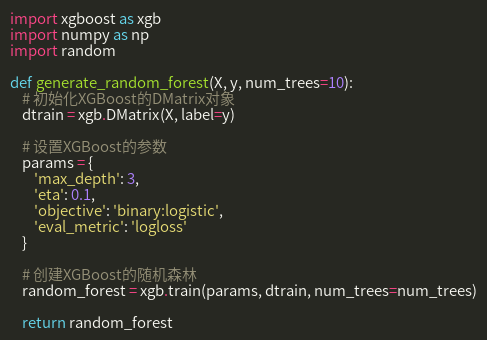 import xgboost as xgb
import numpy as np
import random

def generate_random_forest(X, y, num_trees=10):
    # 初始化XGBoost的DMatrix对象
    dtrain = xgb.DMatrix(X, label=y)

    # 设置XGBoost的参数
    params = {
        'max_depth': 3,
        'eta': 0.1,
        'objective': 'binary:logistic',
        'eval_metric': 'logloss'
    }

    # 创建XGBoost的随机森林
    random_forest = xgb.train(params, dtrain, num_trees=num_trees)

    return random_forest